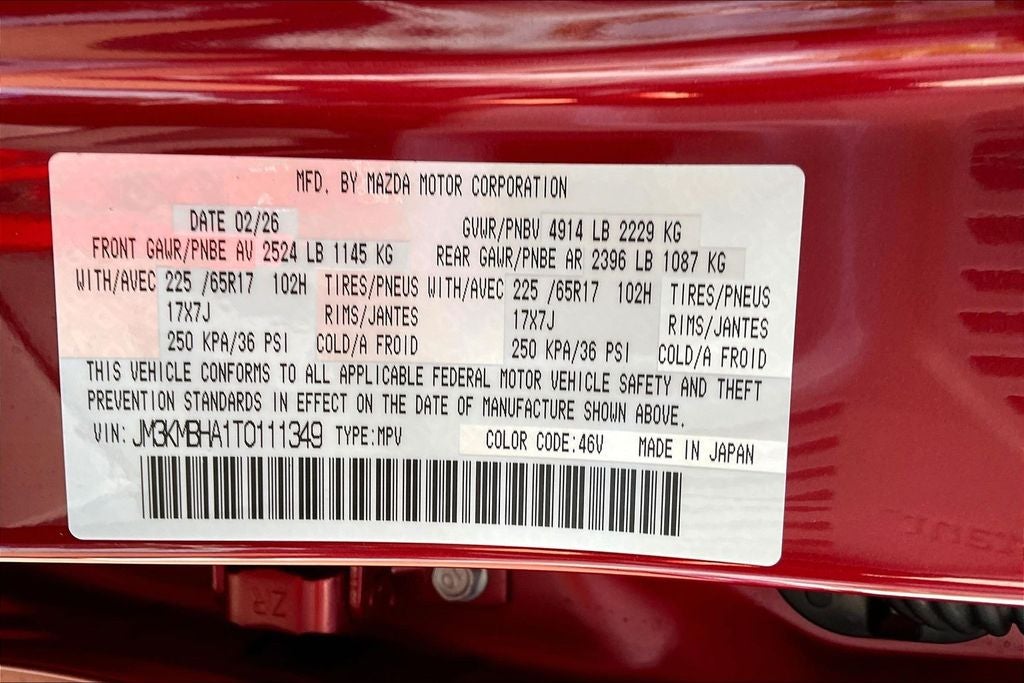 MFD. BY MAZDA MOTOR CORPORATION
DATE 02/26 GVWR/PNBV 4914 LB 2229 KG
FRONT GAWR/PNBE AV 2524 LB 1145 KG REAR GAWR/PNBE AR 2396 LB 1087 KG
WITH/AVEC 225 /65R17 102H TIRES/PNEUS WITH/AVEC 225 /65R17 102H TIRES/PNEUS
17X7J RIMS/JANTES 17X7J RIMS/JANTES
250 KPA/36 PSI COLD/A FROID 250 KPA/36 PSI COLD/A FROID
THIS VEHICLE CONFORMS TO ALL APPLICABLE FEDERAL MOTOR VEHICLE SAFETY AND THEFT
PREVENTION STANDARDS IN EFFECT ON THE DATE OF MANUFACTURE SHOWN ABOVE.
VIN: JM3KMBHA1T0111349 TYPE:MPV COLOR CODE:46V MADE IN JAPAN